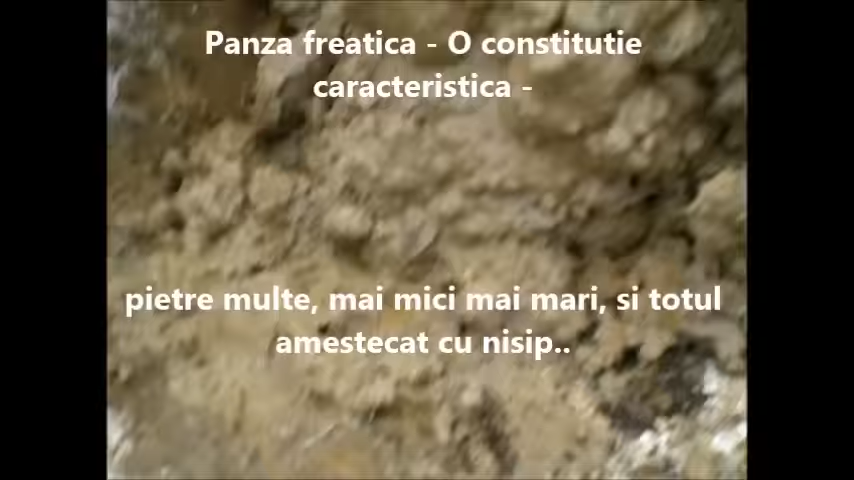 Panza freatica - O constitutie
caracteristica -
pietre multe, mai mici mai mari, si totul
amestecat cu nisip..